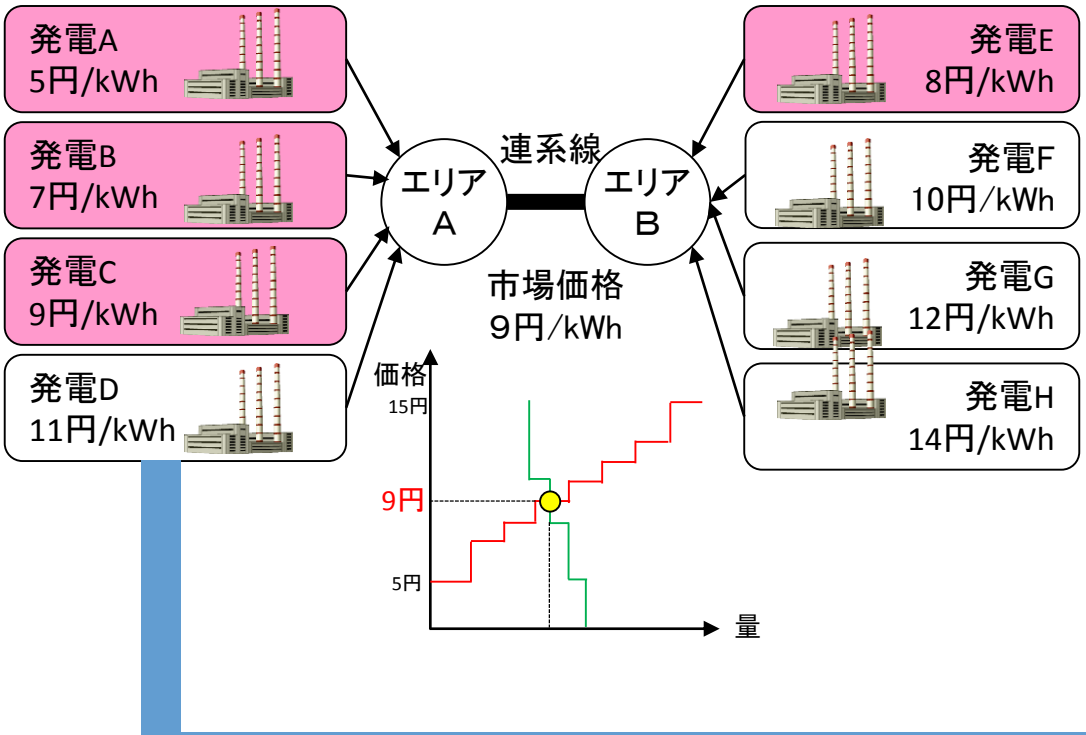 発電A
5円/kWh
発電B
7円/kWh
発電C
9円/kWh
発電D
11円/kWh
連系線
エリア
A
エリア
B
市場価格
９円/kWh
発電E
8円/kWh
発電F
10円/kWh
発電G
12円/kWh
発電H
14円/kWh
価格
15円
9円
5円
量